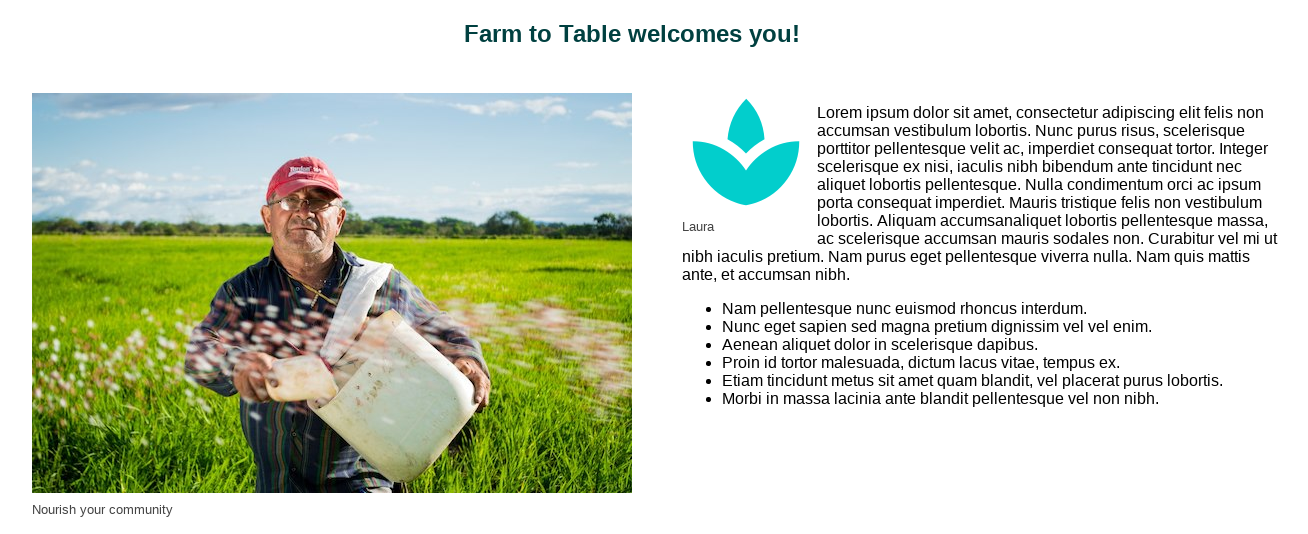 Farm to Table welcomes you!
Nourish your community
Laura
Lorem ipsum dolor sit amet, consectetur adipiscing elit felis non
accumsan vestibulum lobortis. Nunc purus risus, scelerisque
porttitor pellentesque velit ac, imperdiet consequat tortor. Integer
scelerisque ex nisi, iaculis nibh bibendum ante tincidunt nec
aliquet lobortis pellentesque. Nulla condimentum orci ac ipsum
porta consequat imperdiet. Mauris tristique felis non vestibulum
lobortis. Aliquam accumsanaliquet lobortis pellentesque massa,
ac scelerisque accumsan mauris sodales non. Curabitur vel mi ut
nibh iaculis pretium. Nam purus eget pellentesque viverra nulla. Nam quis mattis
ante, et accumsan nibh.
• Nam pellentesque nunc euismod rhoncus interdum.
• Nunc eget sapien sed magna pretium dignissim vel vel enim.
• Aenean aliquet dolor in scelerisque dapibus.
• Proin id tortor malesuada, dictum lacus vitae, tempus ex.
• Etiam tincidunt metus sit amet quam blandit, vel placerat purus lobortis.
• Morbi in massa lacinia ante blandit pellentesque vel non nibh.